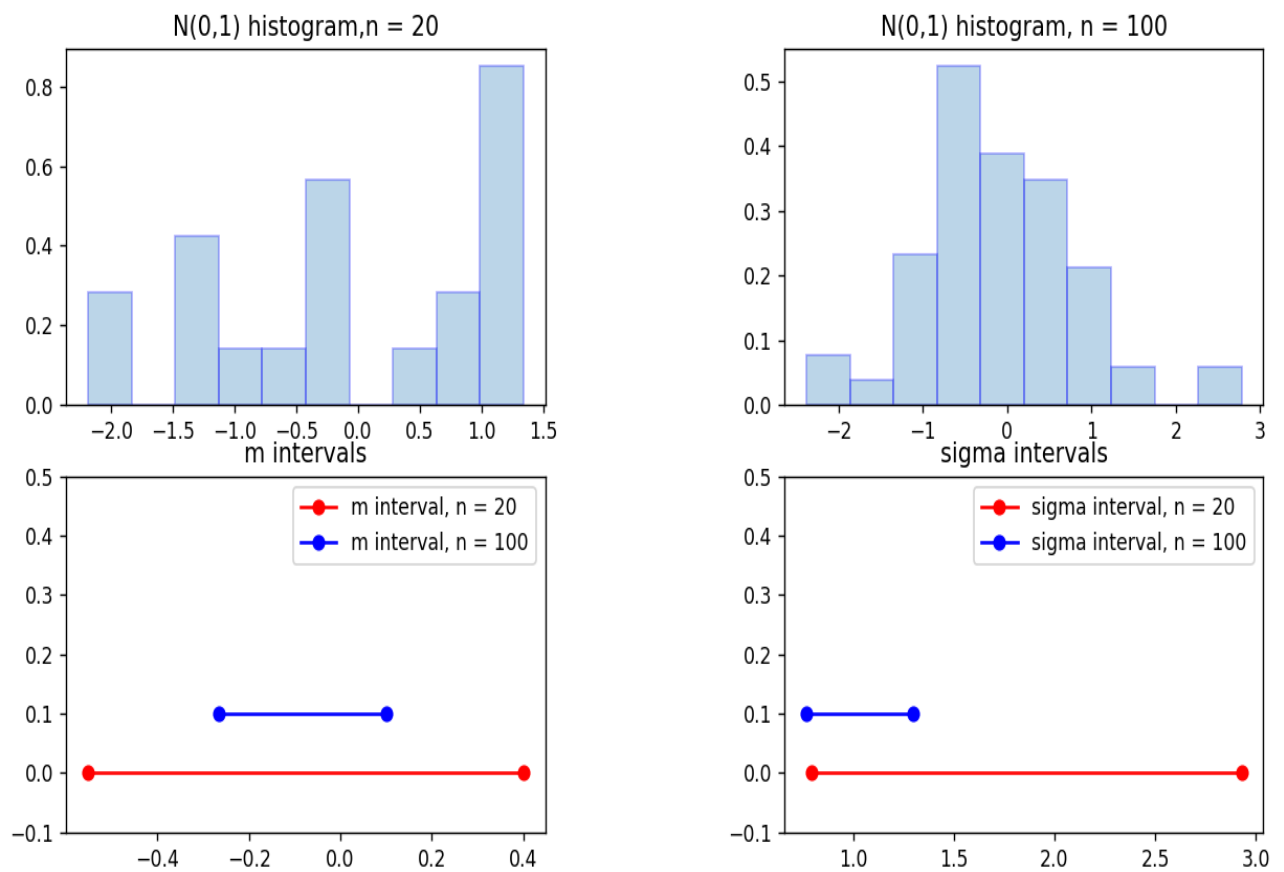 N(0,1) histogram,n = 20
0.8
0.6
0.4
0.2
0.0
−2.0 −1.5 −1.0 −0.5 0.0 0.5 1.0 1.5
N(0,1) histogram, n = 100
0.5
0.4
0.3
0.2
0.1
0.0
−2 −1 0 1 2 3
m intervals
0.5
0.4
0.3
0.2
0.1
0.0
−0.1
m interval, n = 20
m interval, n = 100
−0.4 −0.2 0.0 0.2 0.4
sigma intervals
0.5
0.4
0.3
0.2
0.1
0.0
−0.1
sigma interval, n = 20
sigma interval, n = 100
1.0 1.5 2.0 2.5 3.0